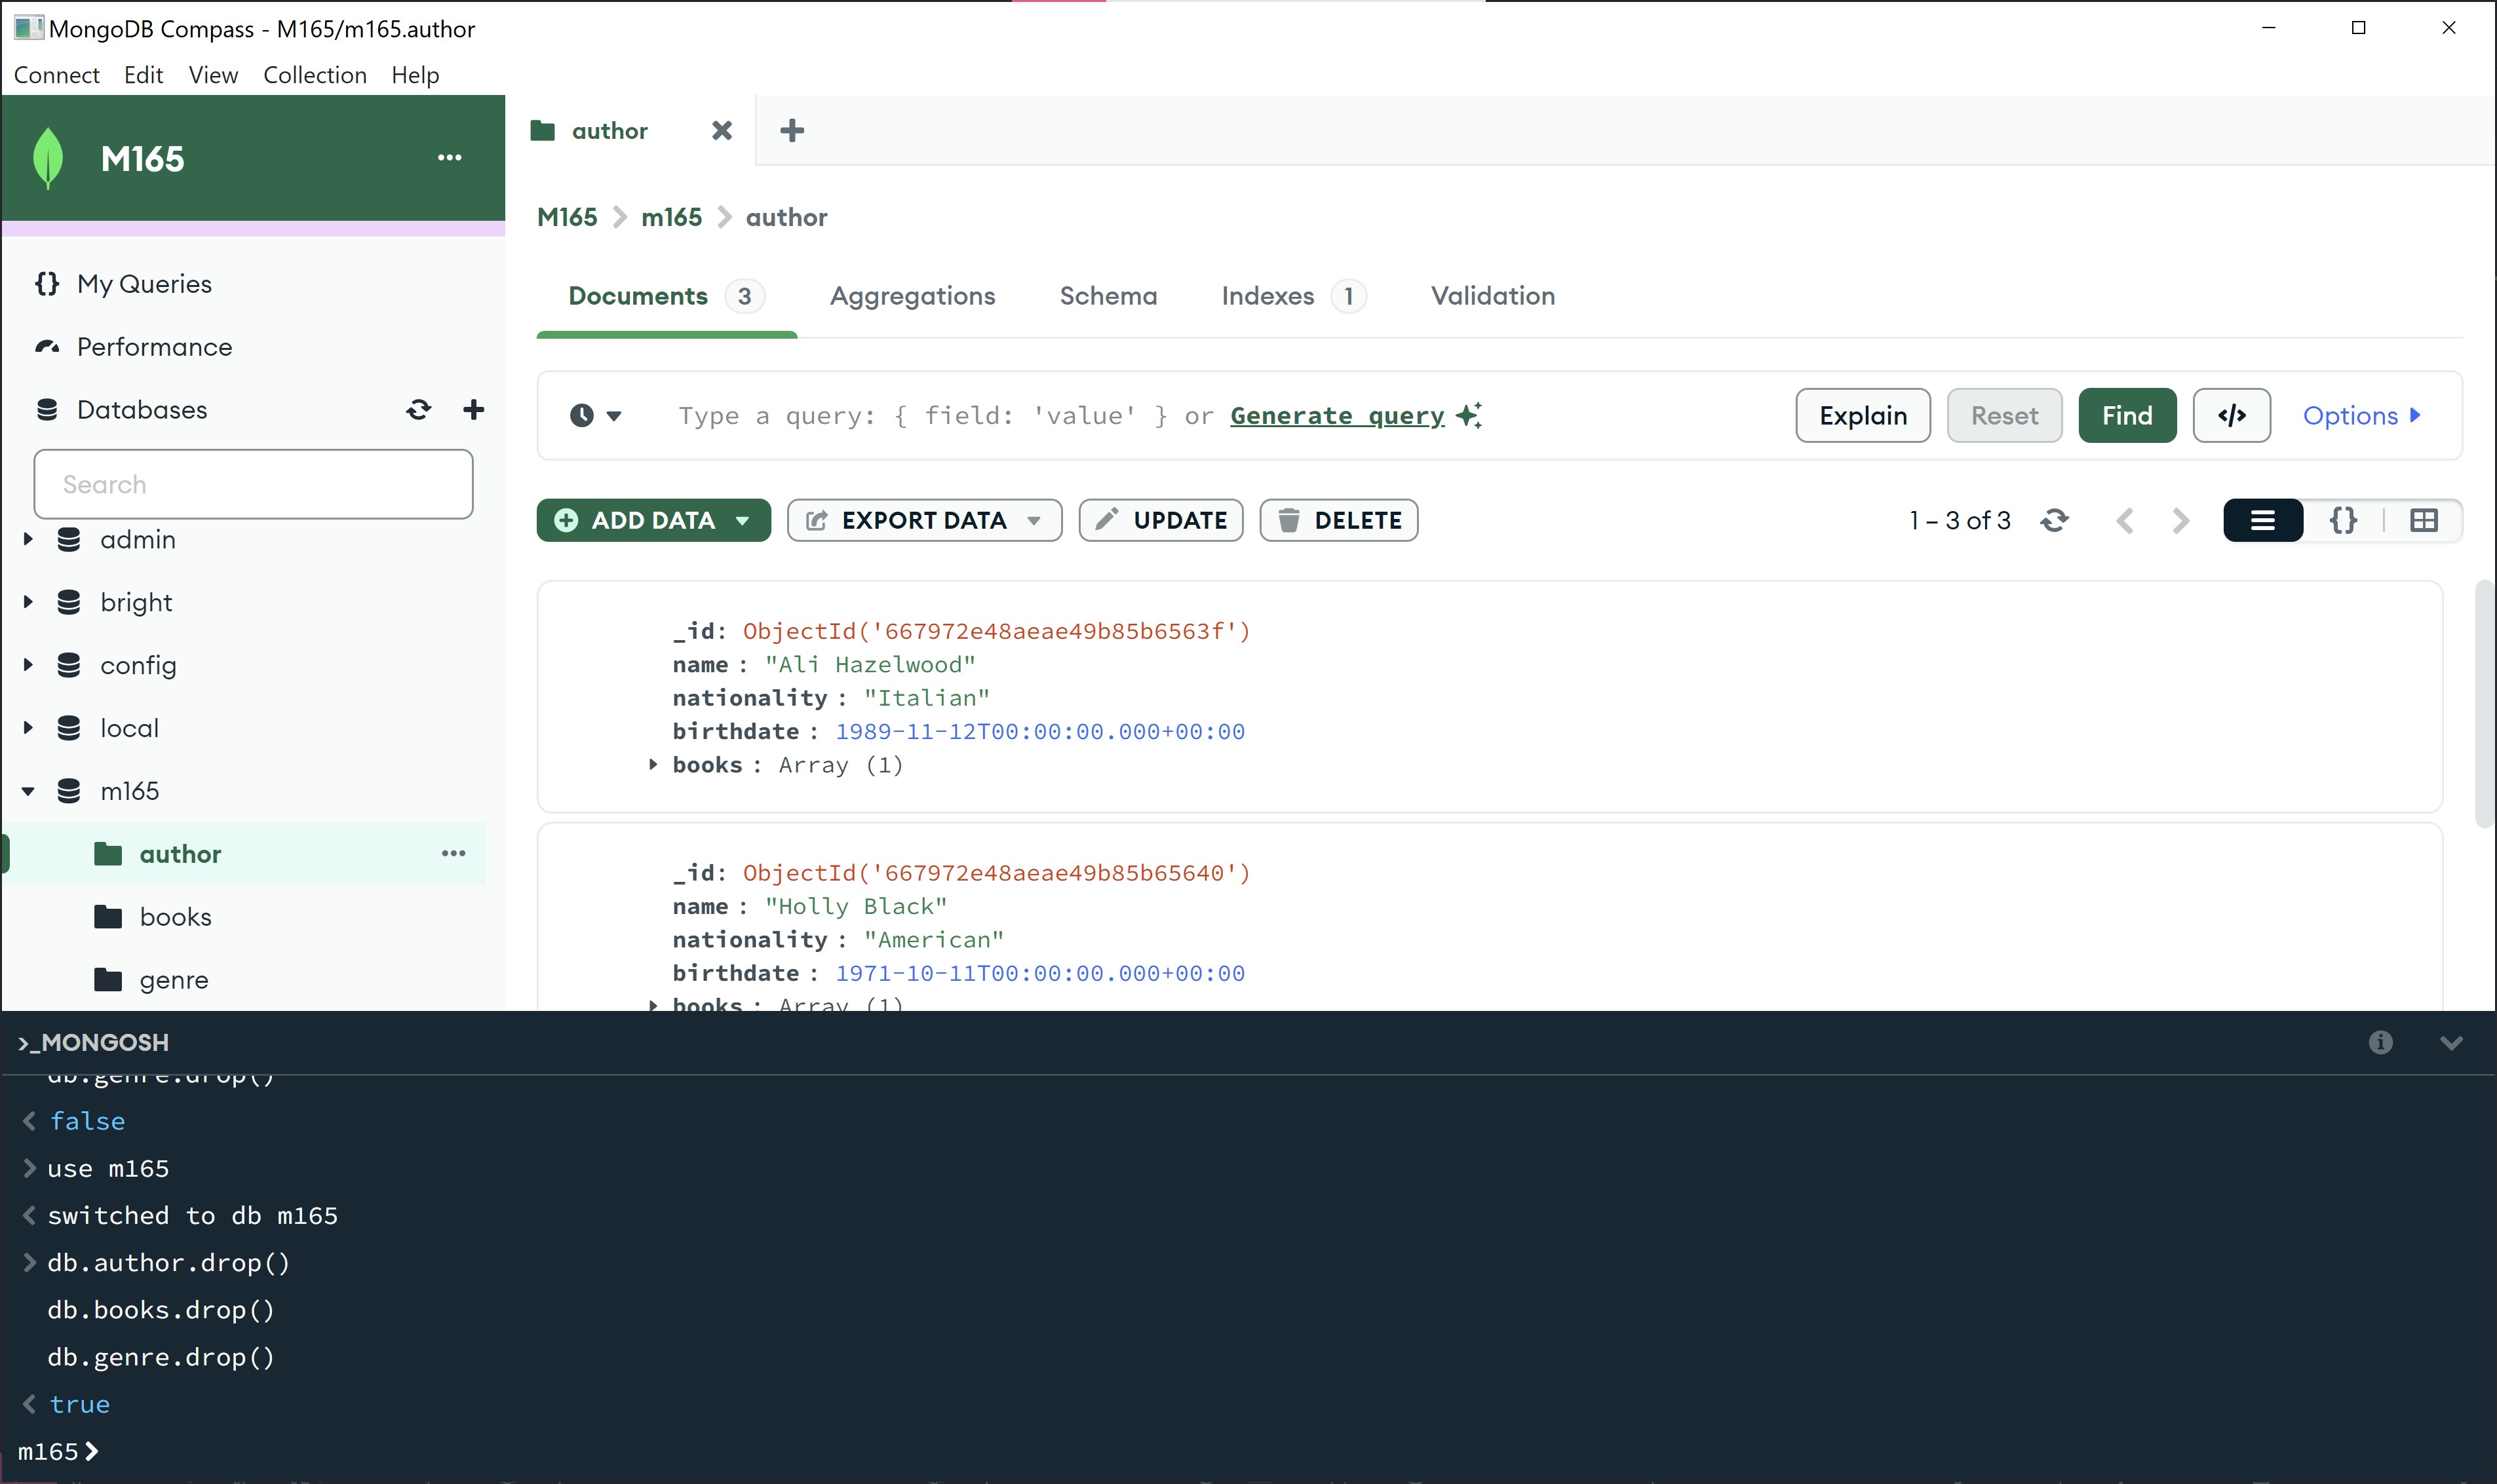 MongoDB Compass - M165/m165.author
Connect Edit View Collection Help
M165
author
M165 > m165 > author
My Queries
Performance
Databases
Search
admin
bright
config
local
m165
author
books
genre
Documents 3 Aggregations Schema Indexes 1 Validation
Type a query: { field: 'value' } or Generate query
Explain Reset Find </> Options
ADD DATA EXPORT DATA UPDATE DELETE 1 – 3 of 3 {}
_id: ObjectId('667972e48aeae49b85b6563f')
name : "Ali Hazelwood"
nationality : "Italian"
birthdate : 1989-11-12T00:00:00.000+00:00
books : Array (1)
_id: ObjectId('667972e48aeae49b85b65640')
name : "Holly Black"
nationality : "American"
birthdate : 1971-10-11T00:00:00.000+00:00
books : Array (1)
>_MONGOSH
db.genre.drop()
< false
> use m165
< switched to db m165
> db.author.drop()
db.books.drop()
db.genre.drop()
< true
m165>